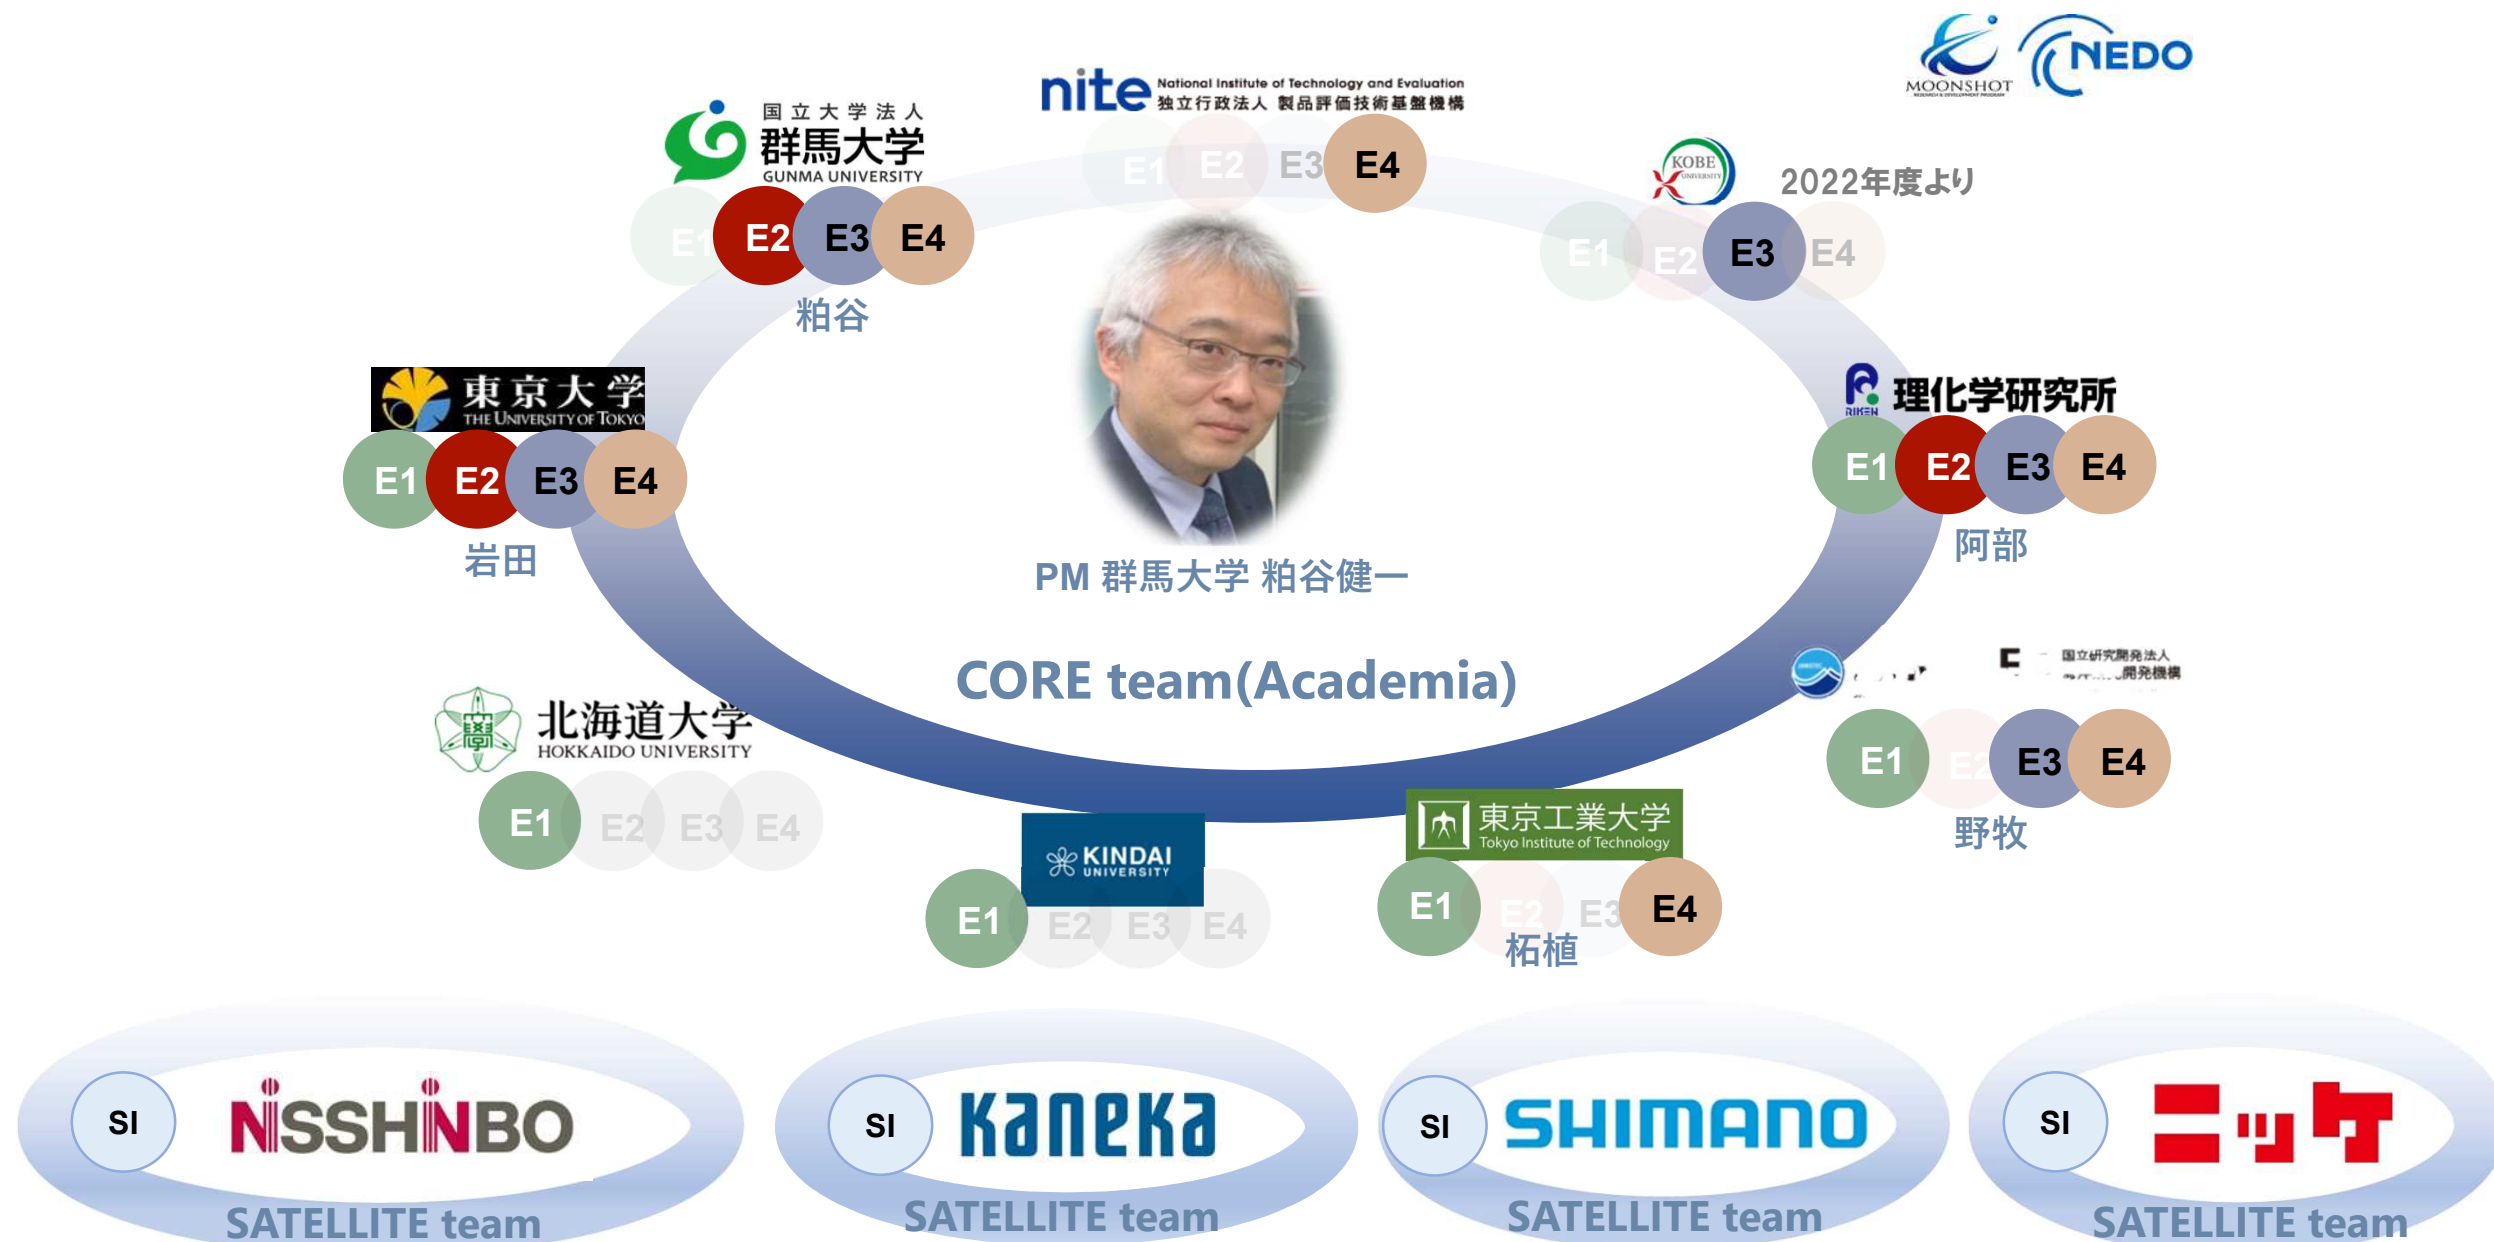 MOONSHOT
RESEARCH & DEVELOPMENT PROGRAM
NEDO
nite National Institute of Technology and Evaluation
独立行政法人 製品評価技術基盤機構
E1 E2 E3 E4
国立大学法人
群馬大学
GUNMA UNIVERSITY
E1 E2 E3 E4
粕谷
KOBE
UNIVERSITY
2022年度より
E1 E2 E3 E4
東京大学
THE UNIVERSITY OF TOKYO
E1 E2 E3 E4
岩田
RIKEN
理化学研究所
E1 E2 E3 E4
阿部
PM 群馬大学 粕谷健一
CORE team(Academia)
北海道大学
HOKKAIDO UNIVERSITY
E1 E2 E3 E4
国立研究開発法人
開発機構
E1 E2 E3 E4
野牧
KINDAI
UNIVERSITY
E1 E2 E3 E4
東京工業大学
Tokyo Institute of Technology
E1 E2 E3 E4
柘植
SI
NISSHINBO
SATELLITE team
SI
Kaneka
SATELLITE team
SI
SHIMANO
SATELLITE team
SI
ニッケ
SATELLITE team